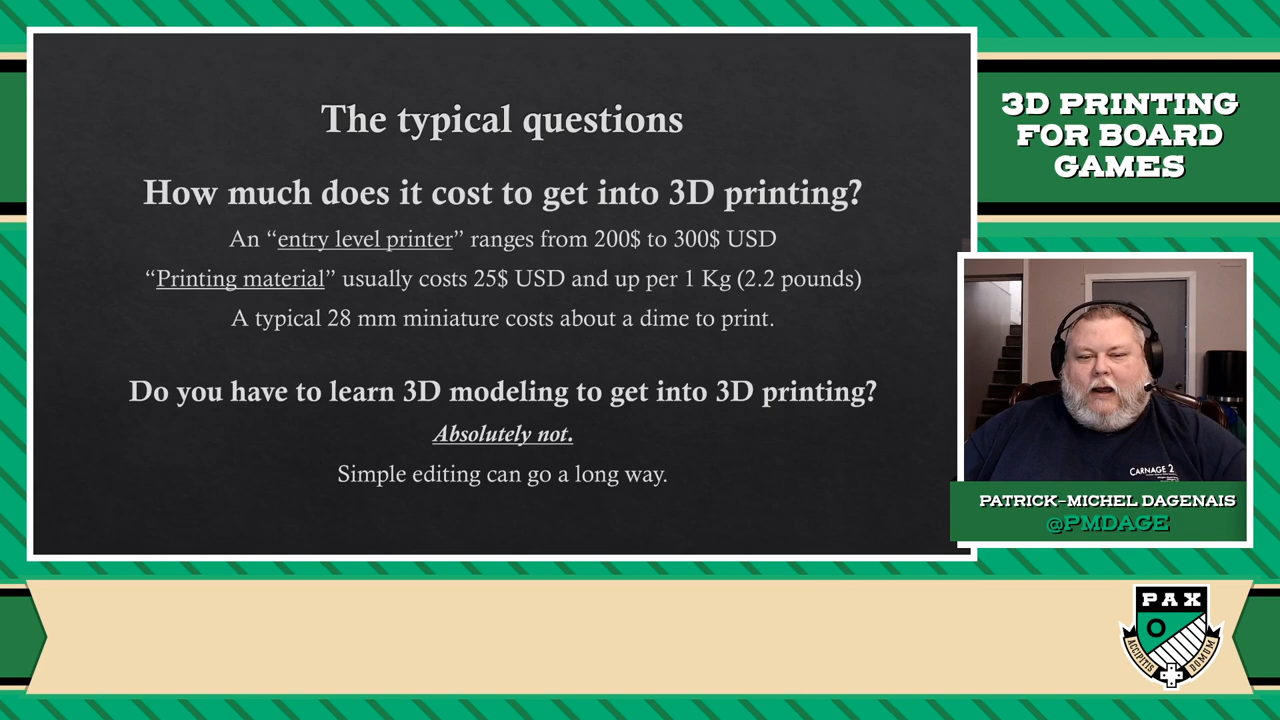 The typical questions
How much does it cost to get into 3D printing?
An “entry level printer” ranges from 200$ to 300$ USD
“Printing material” usually costs 25$ USD and up per 1 Kg (2.2 pounds)
A typical 28 mm miniature costs about a dime to print.
Do you have to learn 3D modeling to get into 3D printing?
Absolutely not.
Simple editing can go a long way.
3D PRINTING
FOR BOARD
GAMES
CARNAGE 2
PATRICK-MICHEL DAGENAIS
@PMDAGE
PAX
O
ACCIPITIS DOMUM